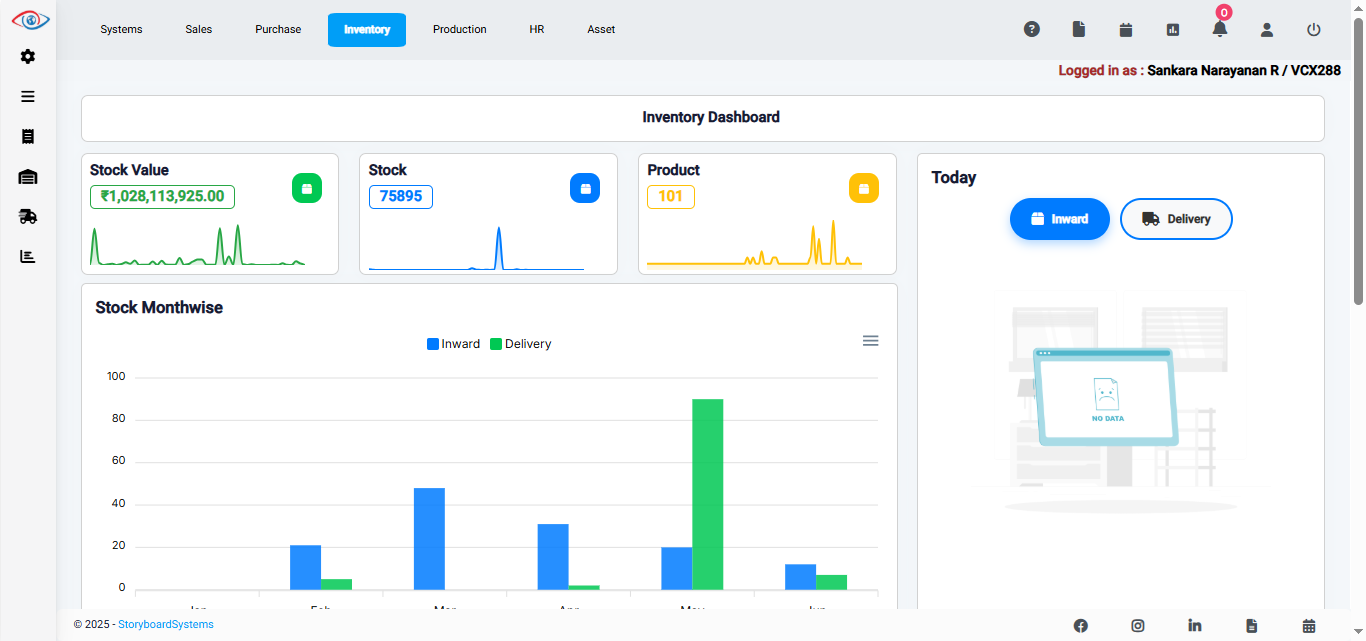 Systems Sales Purchase Inventory Production HR Asset 0
Logged in as : Sankara Narayanan R / VCX288
Inventory Dashboard
Stock Value
₹1,028,113,925.00
Stock
75895
Product
101
Today
Inward Delivery
NO DATA
Stock Monthwise
Inward Delivery
100
80
60
40
20
0
Jan Feb Mar Apr May Jun
© 2025 - StoryboardSystems